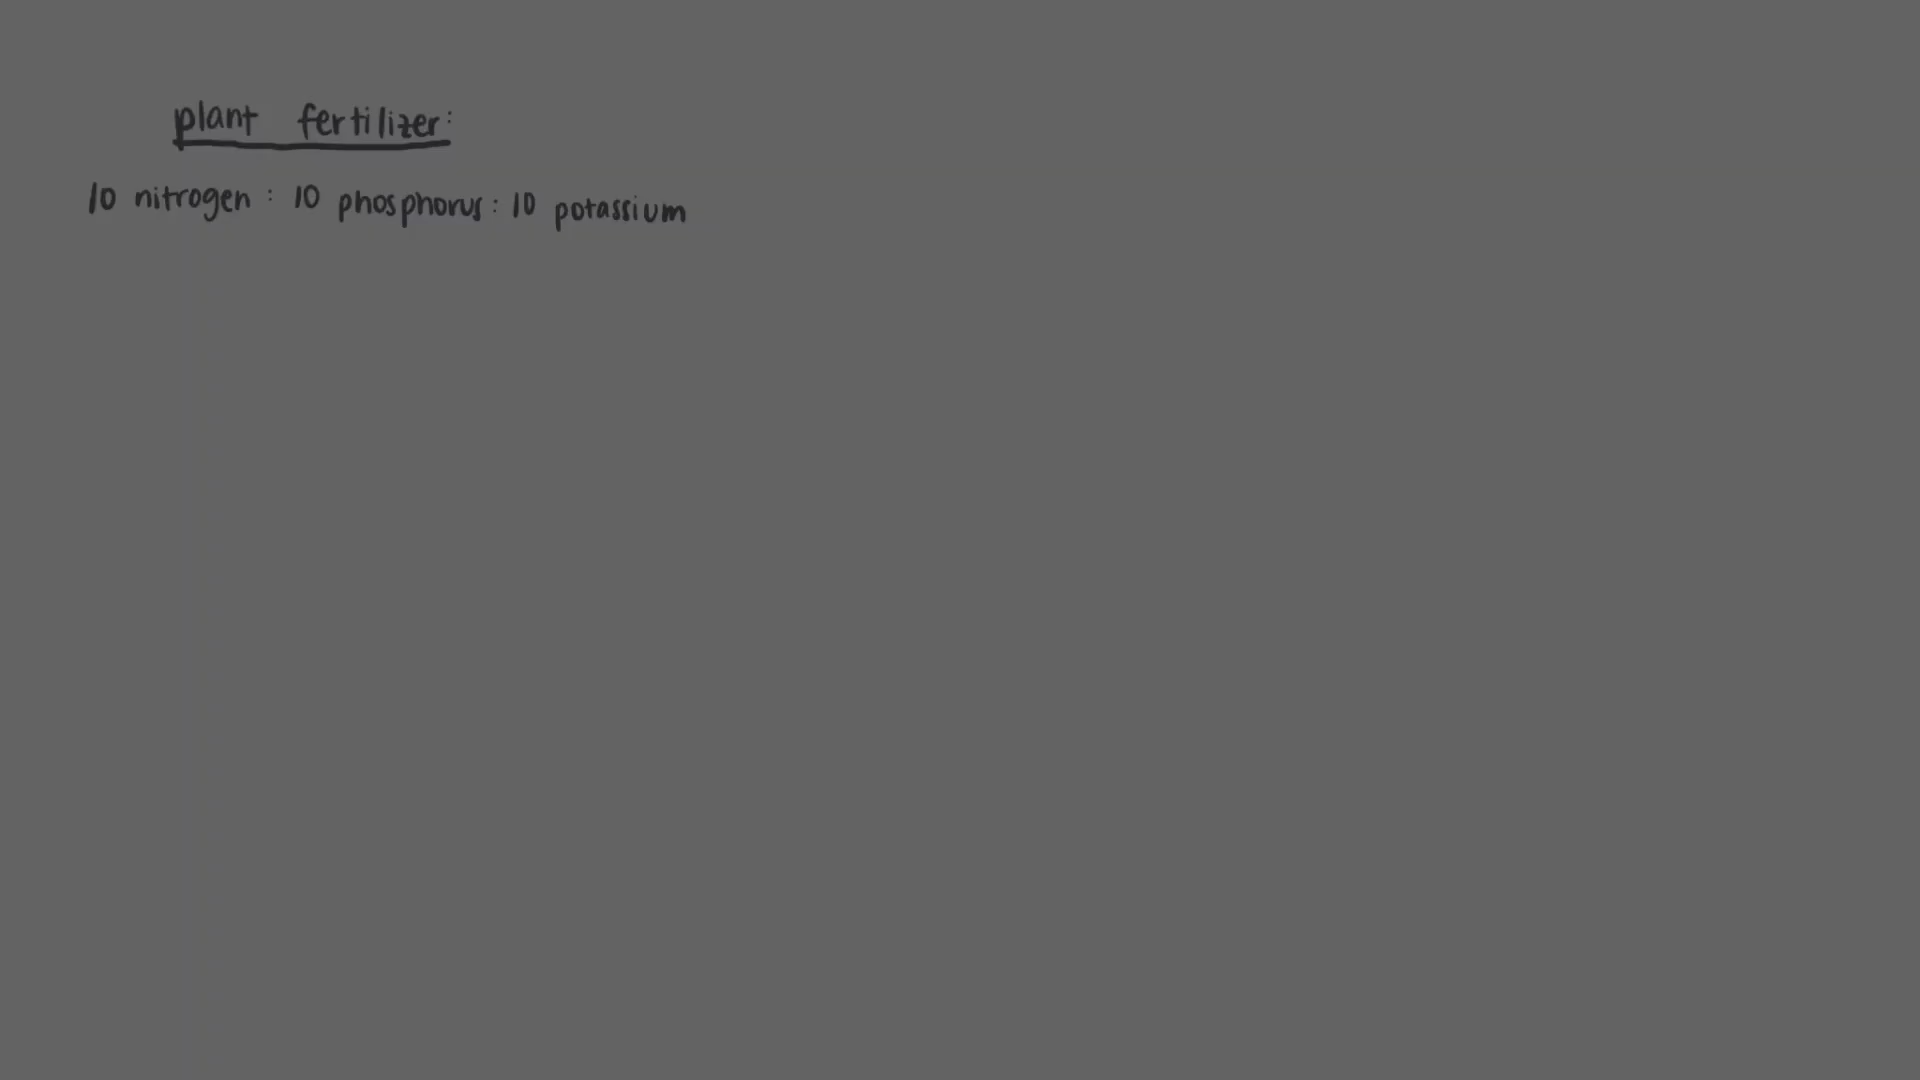 plant fertilizer:
10 nitrogen : 10 phosphorus : 10 potassium